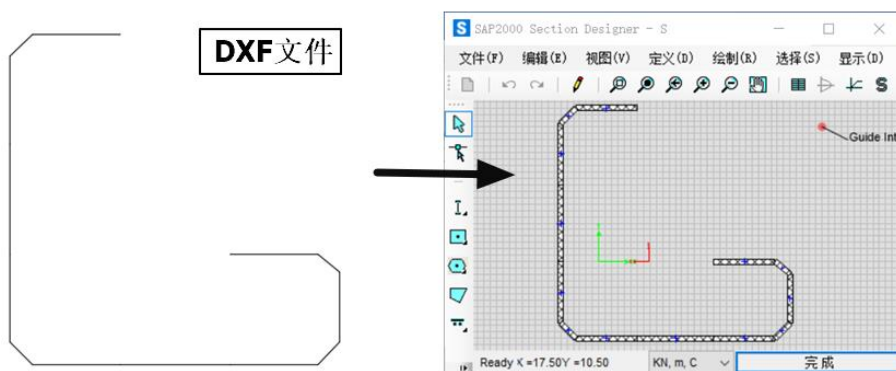 DXF文件
SAP2000 Section Designer - S
文件(F) 编辑(E) 视图(V) 定义(D) 绘制(R) 选择(S) 显示(D)
Guide Int
Ready X =17.50Y =10.50 KN, m, C 完成